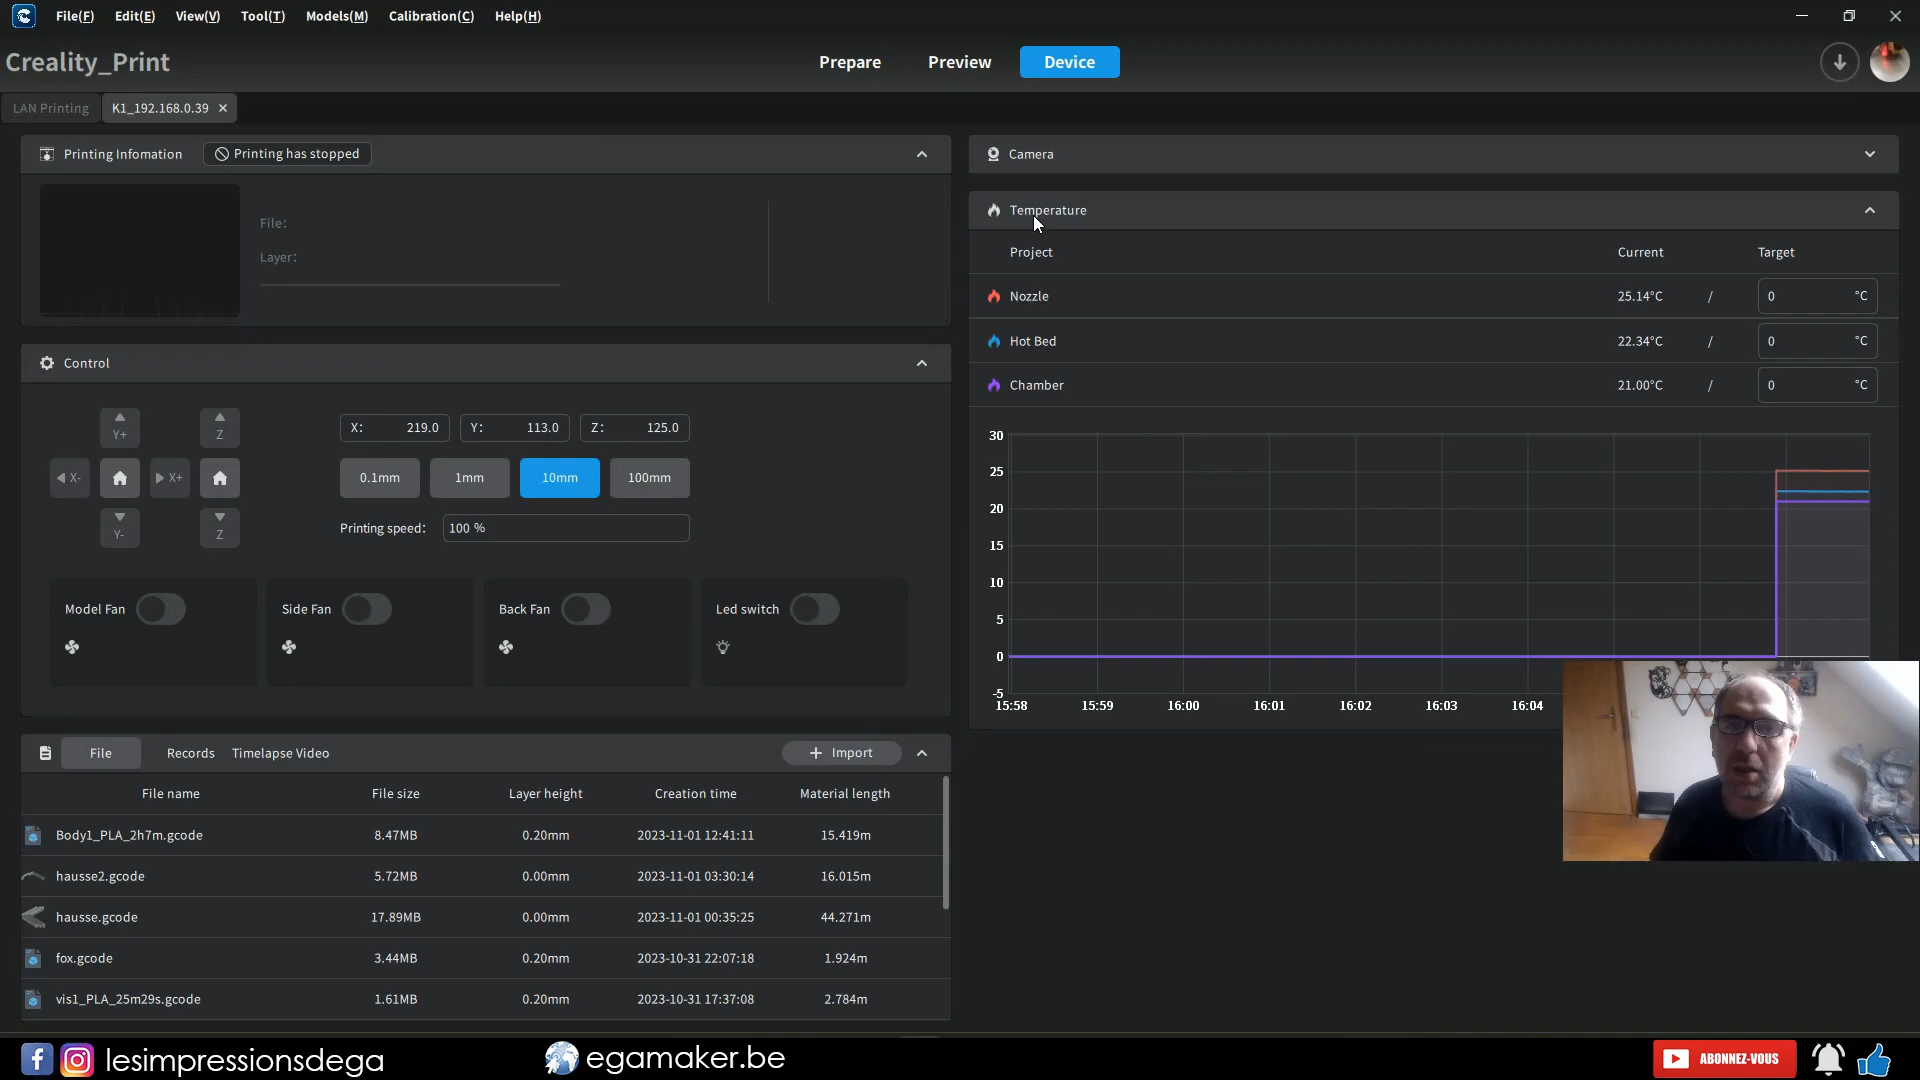 File(F) Edit(E) View(V) Tool(T) Models(M) Calibration(C) Help(H)
Creality_Print
Prepare Preview Device
LAN Printing K1_192.168.0.39
Printing Infomation Printing has stopped
File:
Layer:
Control
Y+ Z
X- X+
Y- Z
X: 219.0 Y: 113.0 Z: 125.0
0.1mm 1mm 10mm 100mm
Printing speed: 100 %
Model Fan Side Fan Back Fan Led switch
File Records Timelapse Video + Import
File name File size Layer height Creation time Material length
Body1_PLA_2h7m.gcode 8.47MB 0.20mm 2023-11-01 12:41:11 15.419m
hausse2.gcode 5.72MB 0.00mm 2023-11-01 03:30:14 16.015m
hausse.gcode 17.89MB 0.00mm 2023-11-01 00:35:25 44.271m
fox.gcode 3.44MB 0.20mm 2023-10-31 22:07:18 1.924m
vis1_PLA_25m29s.gcode 1.61MB 0.20mm 2023-10-31 17:37:08 2.784m
Camera
Temperature
Project Current Target
Nozzle 25.14°C / 0 °C
Hot Bed 22.34°C / 0 °C
Chamber 21.00°C / 0 °C
30
25
20
15
10
5
0
-5
15:58 15:59 16:00 16:01 16:02 16:03 16:04
lesimpressionsdega egamaker.be ABONNEZ-VOUS